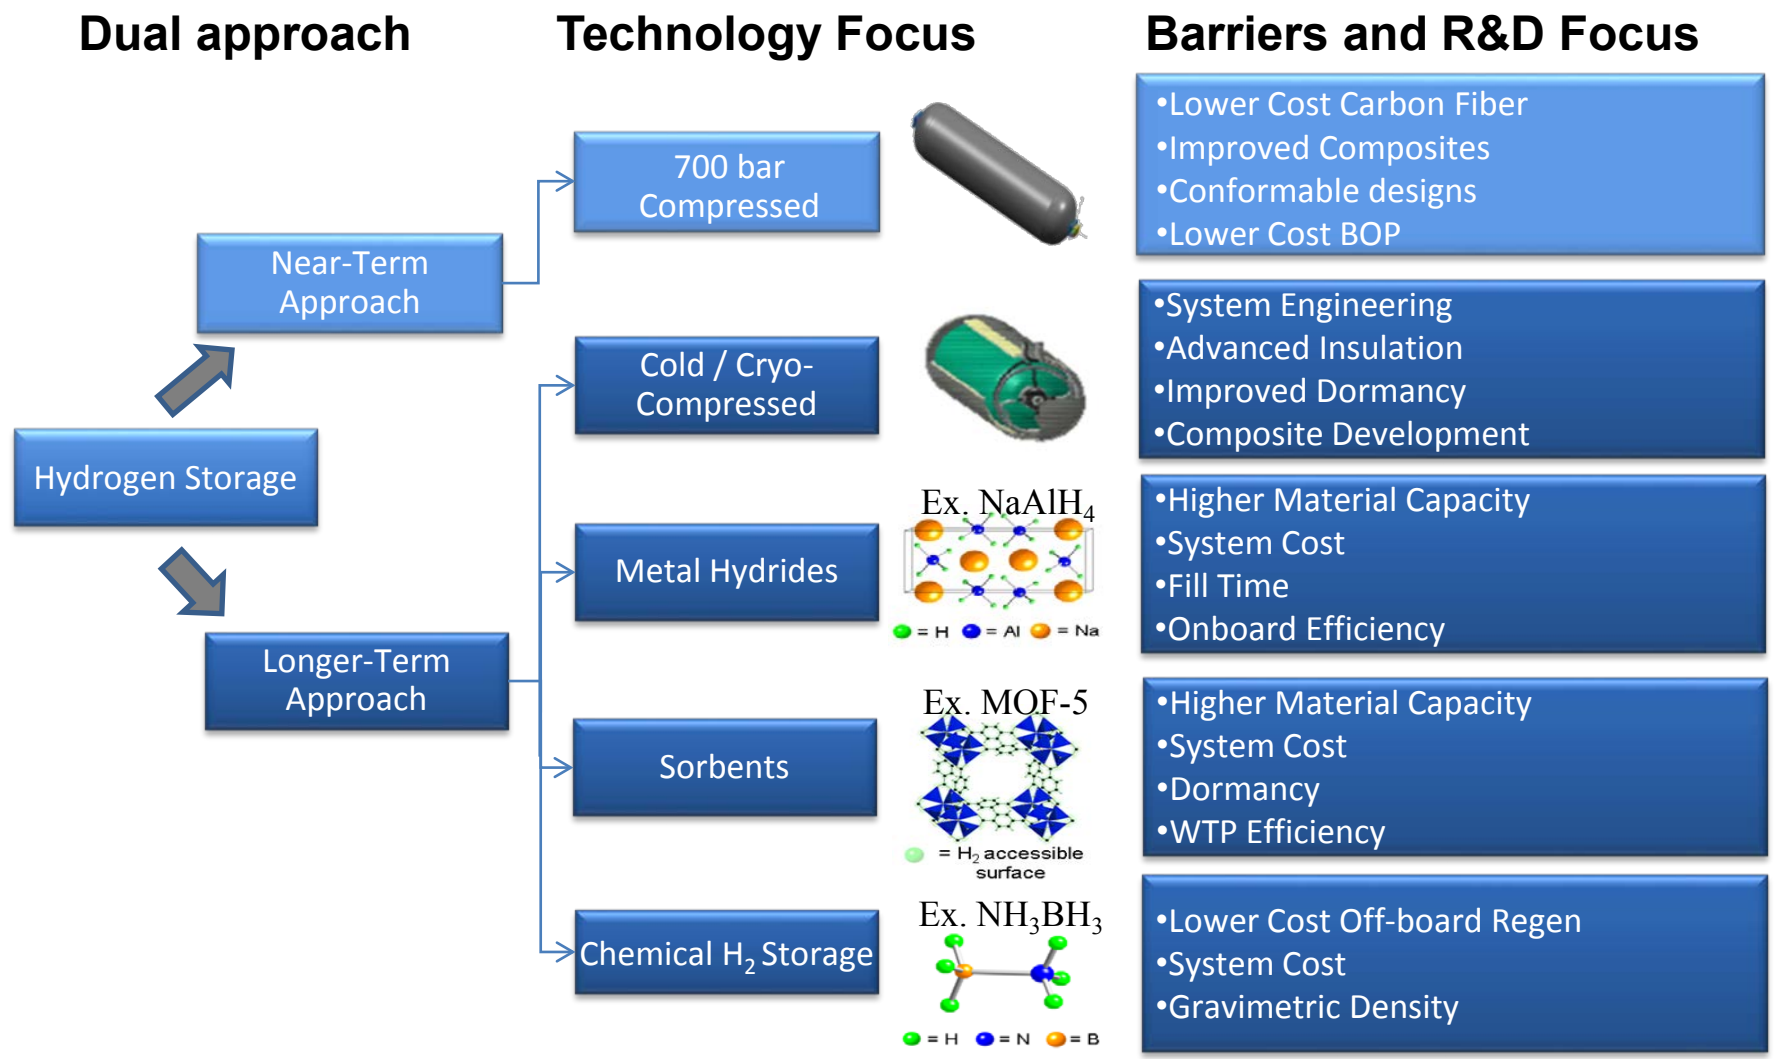 Dual approach
Technology Focus
Barriers and R&D Focus
Hydrogen Storage
Near-Term
Approach
Longer-Term
Approach
700 bar
Compressed
•Lower Cost Carbon Fiber
•Improved Composites
•Conformable designs
•Lower Cost BOP
Cold / Cryo-
Compressed
•System Engineering
•Advanced Insulation
•Improved Dormancy
•Composite Development
Metal Hydrides
Ex. NaAlH₄
= H
= Al
= Na
•Higher Material Capacity
•System Cost
•Fill Time
•Onboard Efficiency
Sorbents
Ex. MOF-5
= H₂ accessible
surface
•Higher Material Capacity
•System Cost
•Dormancy
•WTP Efficiency
Chemical H₂ Storage
Ex. NH₃BH₃
= H
= N
= B
•Lower Cost Off-board Regen
•System Cost
•Gravimetric Density